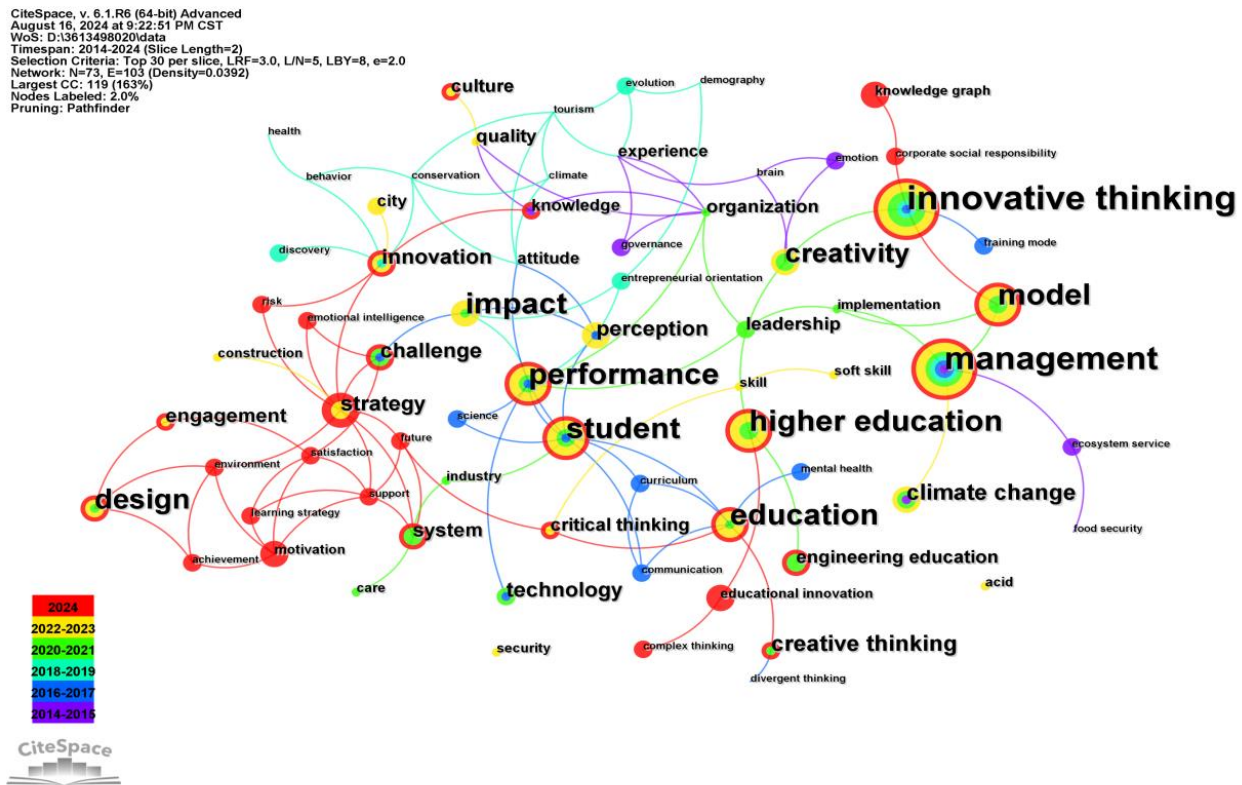 CiteSpace, v. 6.1.R6 (64-bit) Advanced
August 16, 2024 at 9:22:51 PM CST
WoS: D:\3613498020\data
Timespan: 2014-2024 (Slice Length=2)
Selection Criteria: Top 30 per slice, LRF=3.0, L/N=5, LBY=8, e=2.0
Network: N=73, E=103 (Density=0.0392)
Largest CC: 119 (163%)
Nodes Labeled: 2.0%
Pruning: Pathfinder
culture
evolution
demography
knowledge graph
tourism
health
quality
experience
corporate social responsibility
emotion
behavior
conservation
climate
brain
city
knowledge
organization
innovative thinking
governance
training mode
discovery
innovation
attitude
creativity
entrepreneurial orientation
model
risk
impact
implementation
emotional intelligence
perception
leadership
construction
challenge
management
performance
skill
soft skill
strategy
engagement
science
student
higher education
future
ecosystem service
satisfaction
environment
industry
mental health
curriculum
support
design
climate change
learning strategy
system
critical thinking
education
food security
motivation
achievement
engineering education
communication
care
technology
acid
educational innovation
security
complex thinking
creative thinking
divergent thinking
2024
2022-2023
2020-2021
2018-2019
2016-2017
2014-2015
CiteSpace